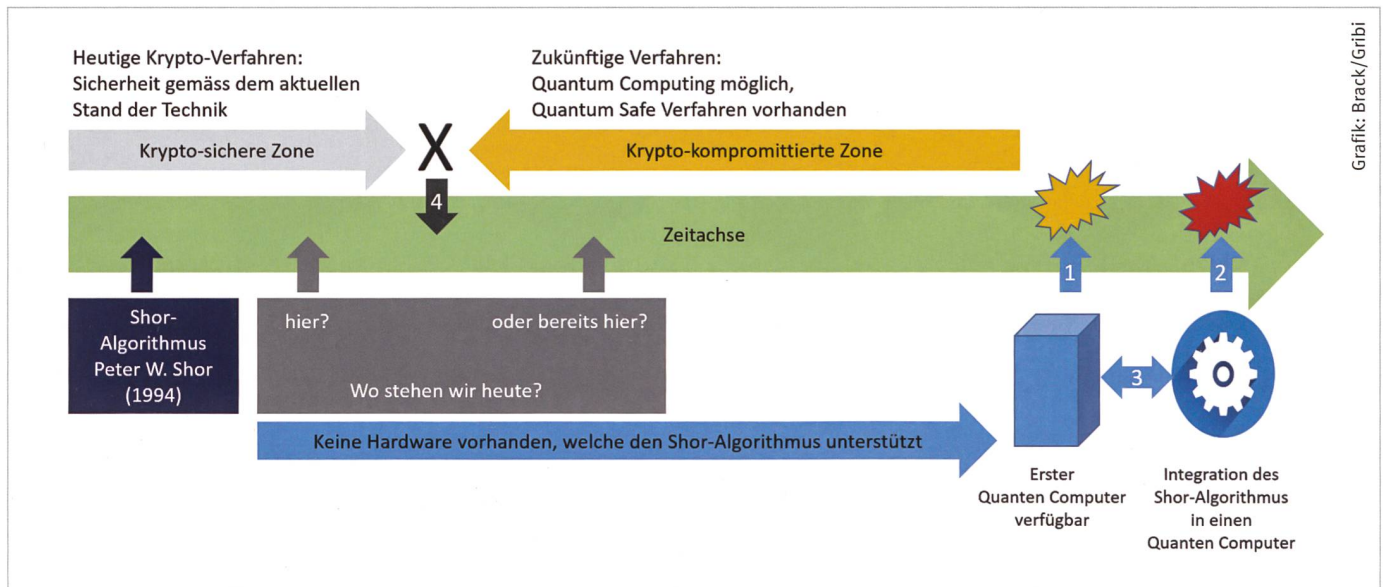 Heutige Krypto-Verfahren:
Sicherheit gemäss dem aktuellen
Stand der Technik
Zukünftige Verfahren:
Quantum Computing möglich,
Quantum Safe Verfahren vorhanden
Grafik: Brack/Gribi
Krypto-sichere Zone
X
Krypto-kompromittierte Zone
4
Zeitachse
1
2
Shor-
Algorithmus
Peter W. Shor
(1994)
hier?
oder bereits hier?
Wo stehen wir heute?
3
Keine Hardware vorhanden, welche den Shor-Algorithmus unterstützt
Erster
Quanten Computer
verfügbar
Integration des
Shor-Algorithmus
in einen
Quanten Computer